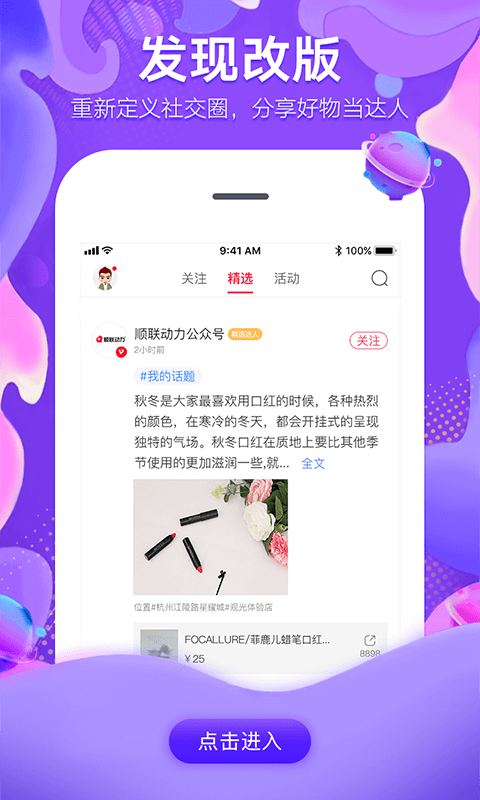 发现改版
重新定义社交圈，分享好物当达人
9:41 AM
100%
关注
精选
活动
顺联动力
顺联动力公众号
精选达人
关注
2小时前
#我的话题
秋冬是大家最喜欢用口红的时候，各种热烈
的颜色，在寒冷的冬天，都会开挂式的呈现
独特的气场。秋冬口红在质地上要比其他季
节使用的更加滋润一些,就... 全文
位置#杭州江陵路星耀城#观光体验店
FOCALLURE/菲鹿儿蜡笔口红...
¥25
8898
点击进入